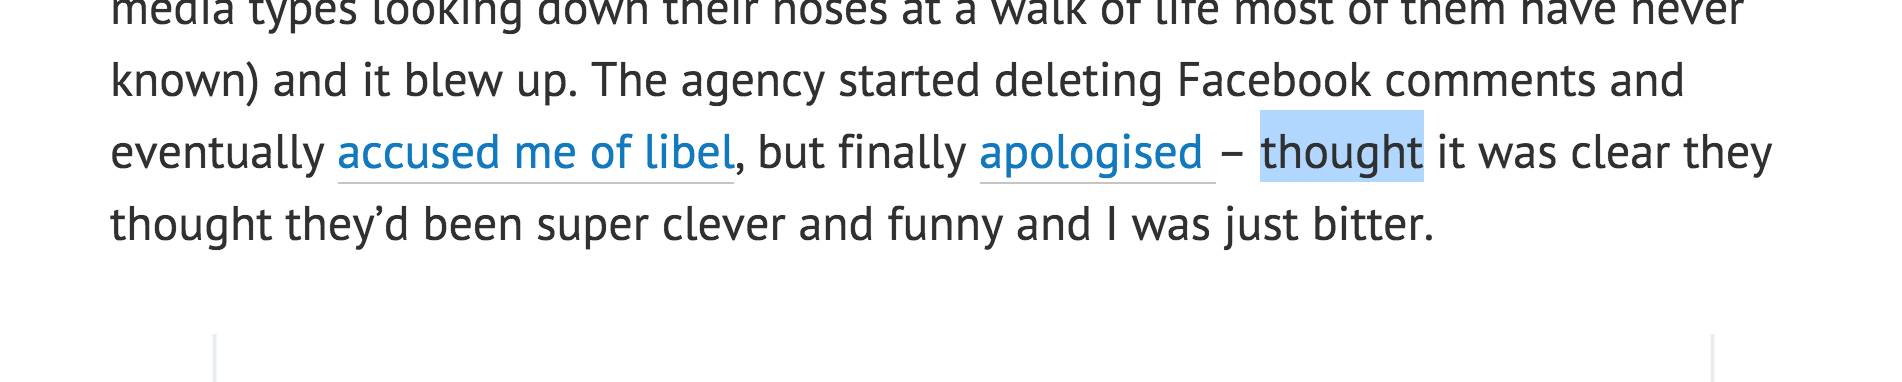 media types looking down their noses at a walk of life most of them have never
known) and it blew up. The agency started deleting Facebook comments and
eventually accused me of libel, but finally apologised – thought it was clear they
thought they’d been super clever and funny and I was just bitter.